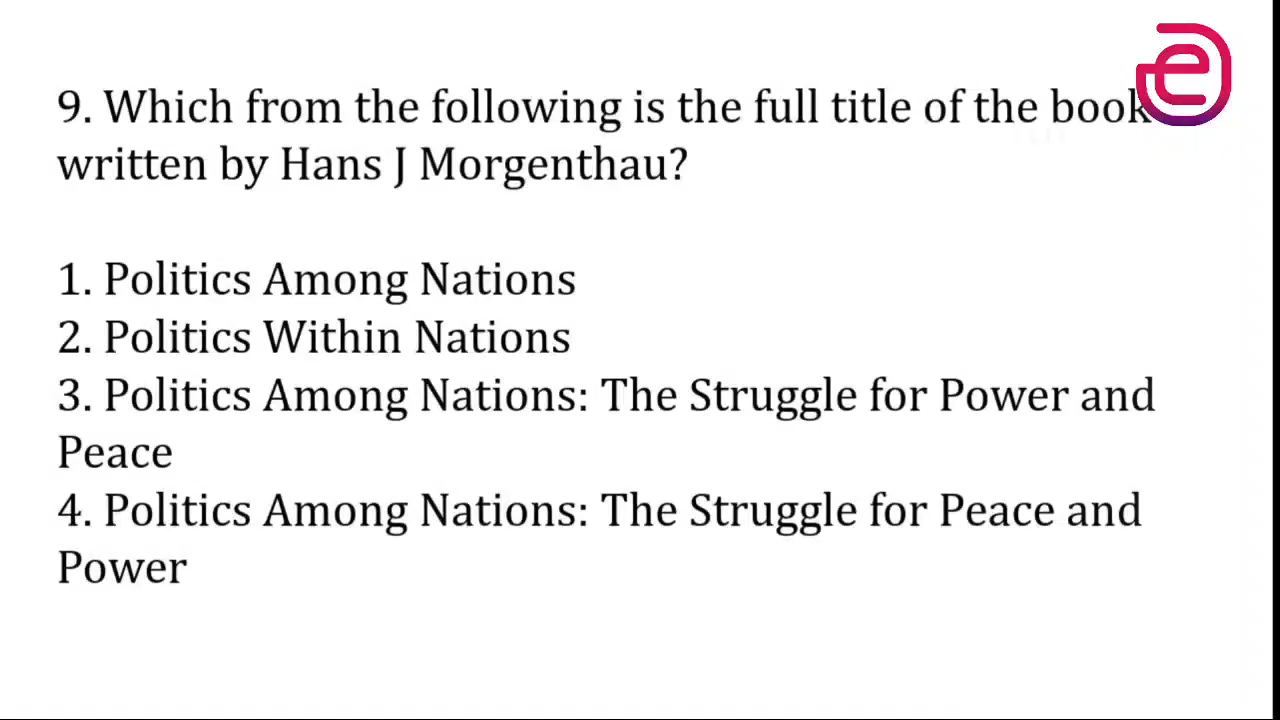 9. Which from the following is the full title of the book
written by Hans J Morgenthau?
1. Politics Among Nations
2. Politics Within Nations
3. Politics Among Nations: The Struggle for Power and
Peace
4. Politics Among Nations: The Struggle for Peace and
Power